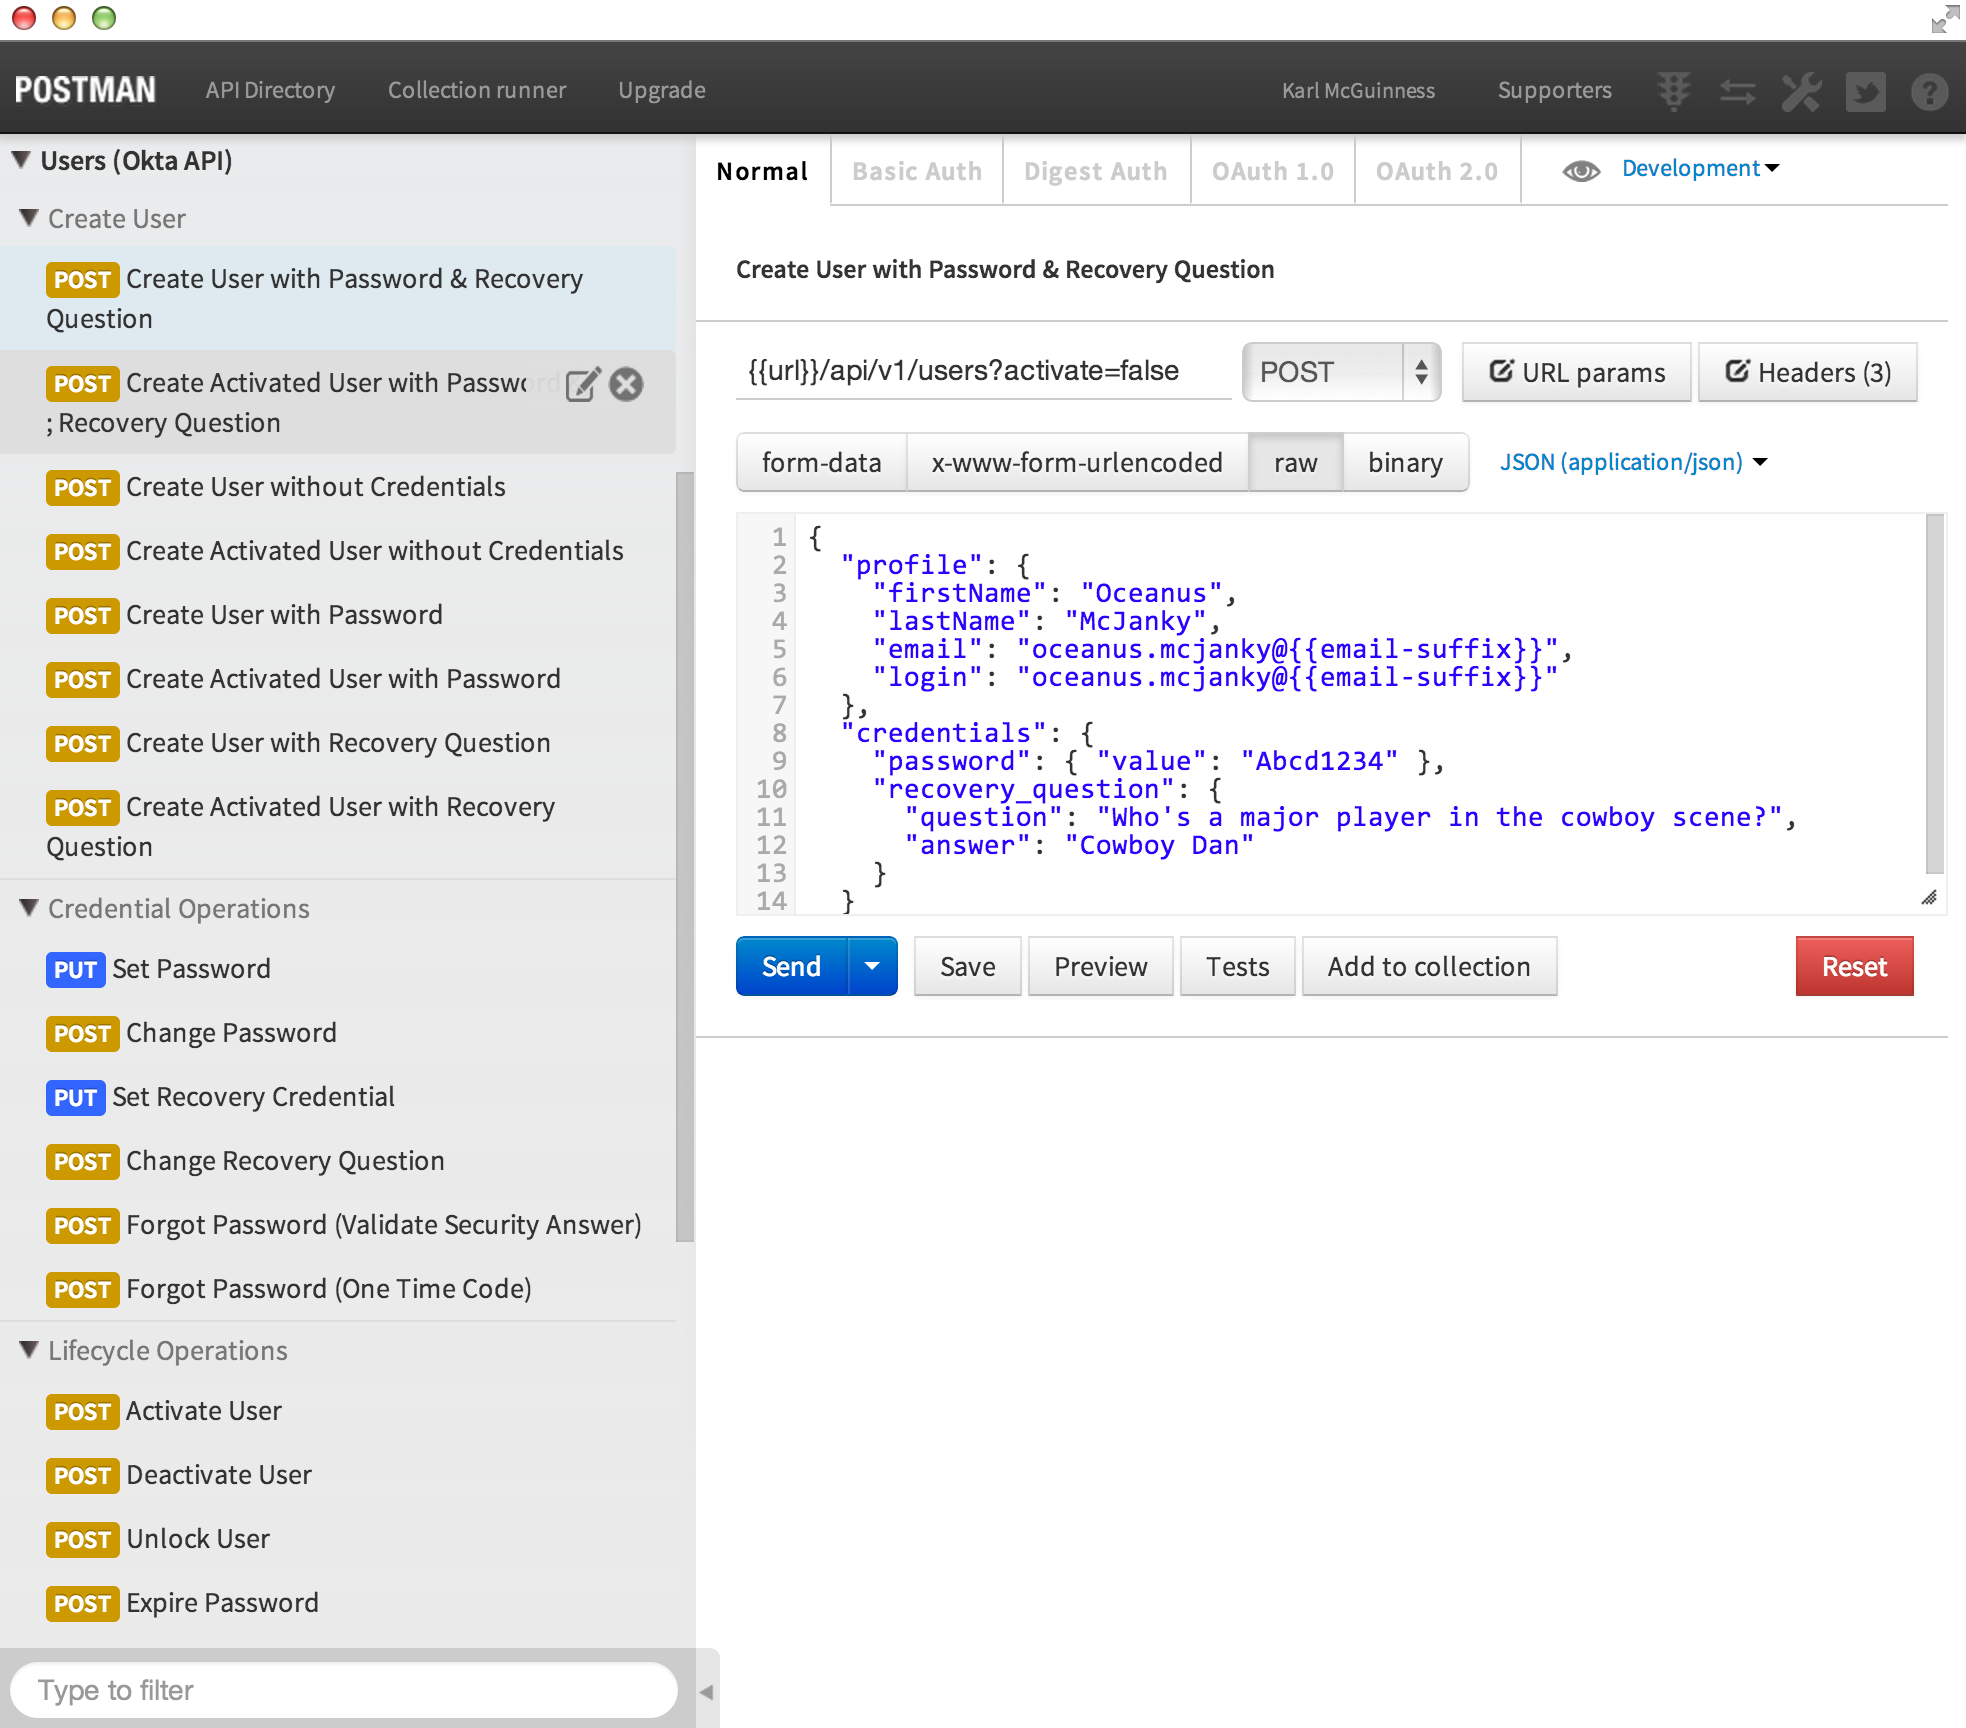 POSTMAN API Directory Collection runner Upgrade Karl McGuinness Supporters
Users (Okta API)
Create User
POST Create User with Password & Recovery
Question
POST Create Activated User with Password
; Recovery Question
POST Create User without Credentials
POST Create Activated User without Credentials
POST Create User with Password
POST Create Activated User with Password
POST Create User with Recovery Question
POST Create Activated User with Recovery
Question
Credential Operations
PUT Set Password
POST Change Password
PUT Set Recovery Credential
POST Change Recovery Question
POST Forgot Password (Validate Security Answer)
POST Forgot Password (One Time Code)
Lifecycle Operations
POST Activate User
POST Deactivate User
POST Unlock User
POST Expire Password
Type to filter
Normal Basic Auth Digest Auth OAuth 1.0 OAuth 2.0 Development
Create User with Password & Recovery Question
{{url}}/api/v1/users?activate=false POST URL params Headers (3)
form-data x-www-form-urlencoded raw binary JSON (application/json)
1 {
2 "profile": {
3 "firstName": "Oceanus",
4 "lastName": "McJanky",
5 "email": "oceanus.mcjanky@{{email-suffix}}",
6 "login": "oceanus.mcjanky@{{email-suffix}}"
7 },
8 "credentials": {
9 "password": { "value": "Abcd1234" },
10 "recovery_question": {
11 "question": "Who's a major player in the cowboy scene?",
12 "answer": "Cowboy Dan"
13 }
14 }
Send Save Preview Tests Add to collection Reset